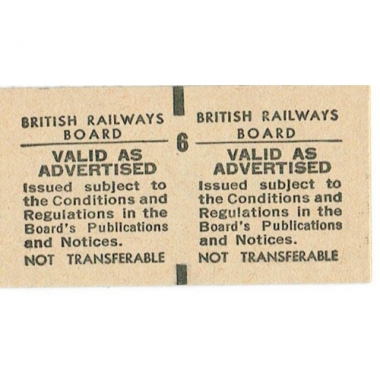 BRITISH RAILWAYS
BOARD
VALID AS
ADVERTISED
Issued subject to
the Conditions and
Regulations in the
Board's Publications
and Notices.
NOT TRANSFERABLE
6
BRITISH RAILWAYS
BOARD
VALID AS
ADVERTISED
Issued subject to
the Conditions and
Regulations in the
Board's Publications
and Notices.
NOT TRANSFERABLE